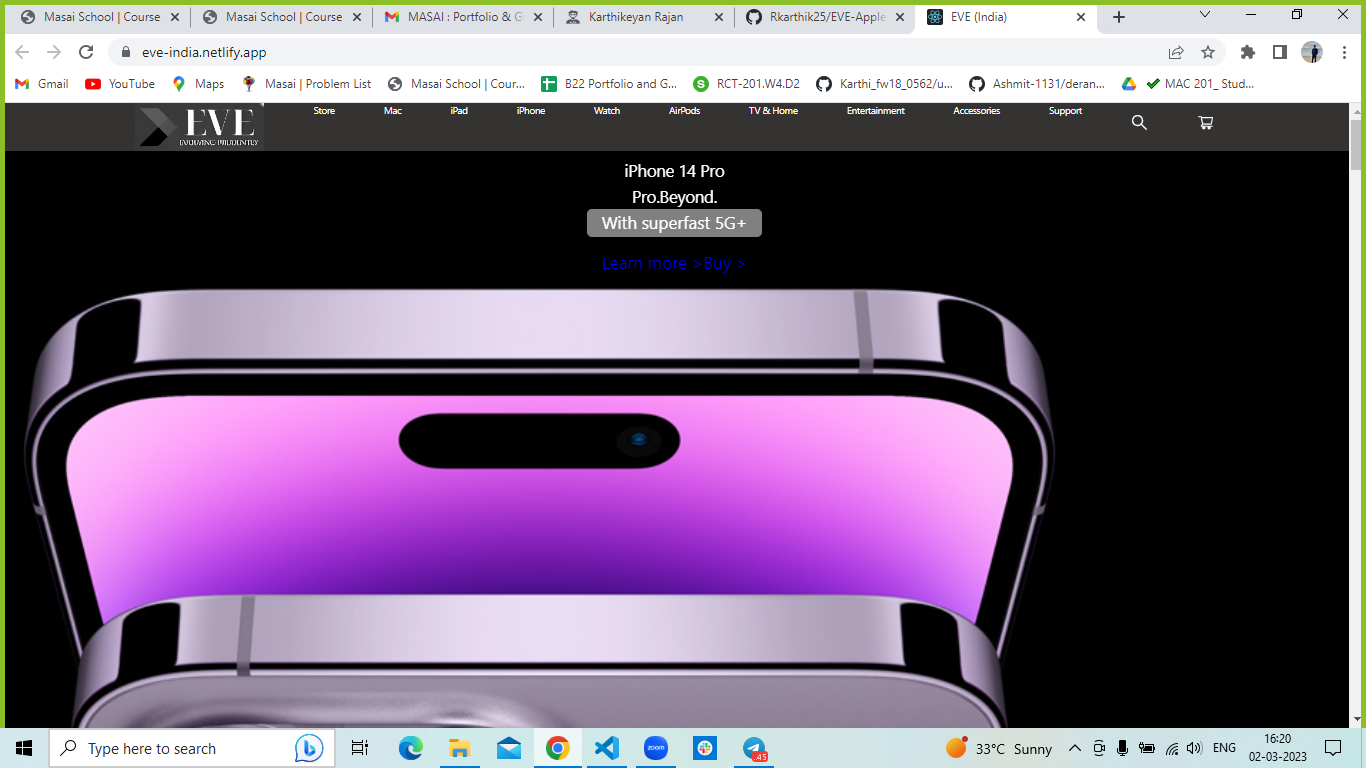 Masai School | Course
Masai School | Course
MASAI : Portfolio & G
Karthikeyan Rajan
Rkarthik25/EVE-Apple
EVE (India)
eve-india.netlify.app
Gmail
YouTube
Maps
Masai | Problem List
Masai School | Cour...
B22 Portfolio and G...
RCT-201.W4.D2
Karthi_fw18_0562/u...
Ashmit-1131/deran...
MAC 201_ Stud...
EVE
EVOLVING PRUDENTLY
Store
Mac
iPad
iPhone
Watch
AirPods
TV & Home
Entertainment
Accessories
Support
iPhone 14 Pro
Pro.Beyond.
With superfast 5G+
Learn more >Buy >
Type here to search
zoom
45
33°C Sunny
ENG
16:20
02-03-2023